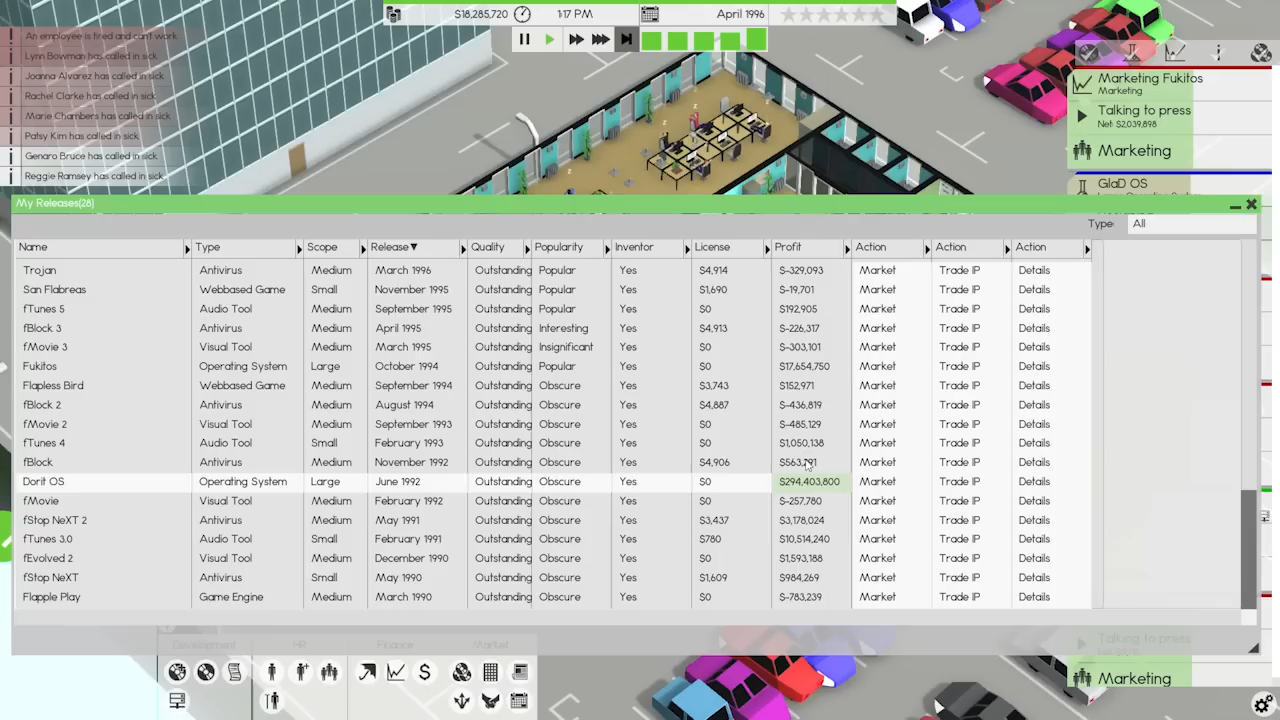 $18,285,720 1:17 PM April 1996
An employee is fired and can't work
Lynn Bowman has called in sick
Joanna Alvarez has called in sick
Rachel Clarke has called in sick
Marie Chambers has called in sick
Patsy Kim has called in sick
Genaro Bruce has called in sick
Reggie Ramsey has called in sick
Marketing Fukitos
Marketing
Talking to press
Net: $2,039,898
Marketing
GlaD OS
My Releases(28)
Type: All
Name Type Scope Release▼ Quality Popularity Inventor License Profit Action Action Action
Trojan Antivirus Medium March 1996 Outstanding Popular Yes $4,914 $-329,093 Market Trade IP Details
San Flabreas Webbased Game Small November 1995 Outstanding Popular Yes $1,690 $-19,701 Market Trade IP Details
fTunes 5 Audio Tool Small September 1995 Outstanding Popular Yes $0 $192,905 Market Trade IP Details
fBlock 3 Antivirus Medium April 1995 Outstanding Interesting Yes $4,913 $-226,317 Market Trade IP Details
fMovie 3 Visual Tool Medium March 1995 Outstanding Insignificant Yes $0 $-303,101 Market Trade IP Details
Fukitos Operating System Large October 1994 Outstanding Popular Yes $0 $17,654,750 Market Trade IP Details
Flapless Bird Webbased Game Medium September 1994 Outstanding Obscure Yes $3,743 $152,971 Market Trade IP Details
fBlock 2 Antivirus Medium August 1994 Outstanding Obscure Yes $4,887 $-436,819 Market Trade IP Details
fMovie 2 Visual Tool Medium September 1993 Outstanding Obscure Yes $0 $-485,129 Market Trade IP Details
fTunes 4 Audio Tool Small February 1993 Outstanding Obscure Yes $0 $1,050,138 Market Trade IP Details
fBlock Antivirus Medium November 1992 Outstanding Obscure Yes $4,906 Market Trade IP Details
Dorit OS Operating System Large June 1992 Outstanding Obscure Yes $0 $294,403,800 Market Trade IP Details
fMovie Visual Tool Medium February 1992 Outstanding Obscure Yes $0 $-257,780 Market Trade IP Details
fStop NeXT 2 Antivirus Medium May 1991 Outstanding Obscure Yes $3,437 $3,178,024 Market Trade IP Details
fTunes 3.0 Audio Tool Small February 1991 Outstanding Obscure Yes $780 $10,514,240 Market Trade IP Details
fEvolved 2 Visual Tool Medium December 1990 Outstanding Obscure Yes $0 $1,593,188 Market Trade IP Details
fStop NeXT Antivirus Small May 1990 Outstanding Obscure Yes $1,609 $984,269 Market Trade IP Details
Flapple Play Game Engine Medium March 1990 Outstanding Obscure Yes $0 $-783,239 Market Trade IP Details
Development HR Finance Market
Talking to press
Marketing